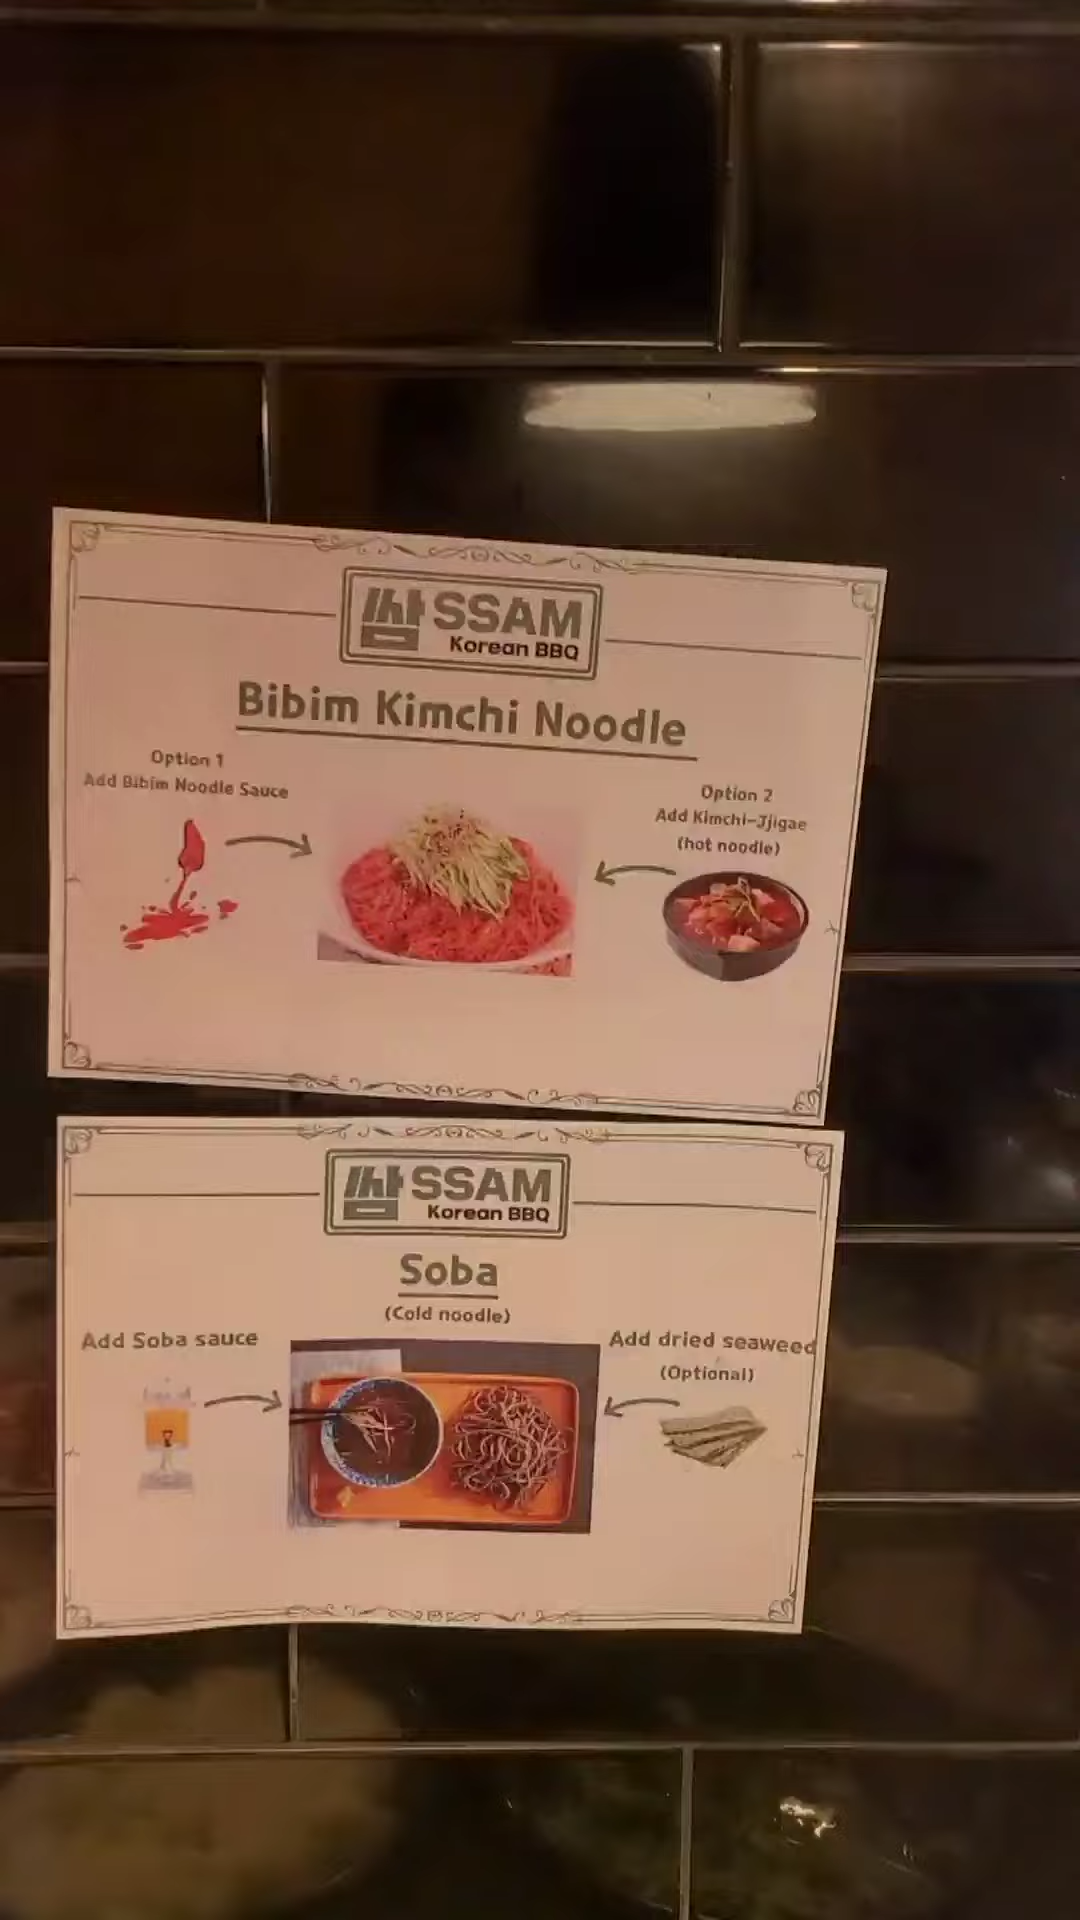 쌈 SSAM
Korean BBQ
Bibim Kimchi Noodle
Option 1
Add Bibim Noodle Sauce
Option 2
Add Kimchi-Jjigae
(hot noodle)
쌈 SSAM
Korean BBQ
Soba
(Cold noodle)
Add Soba sauce
Add dried seaweed
(Optional)